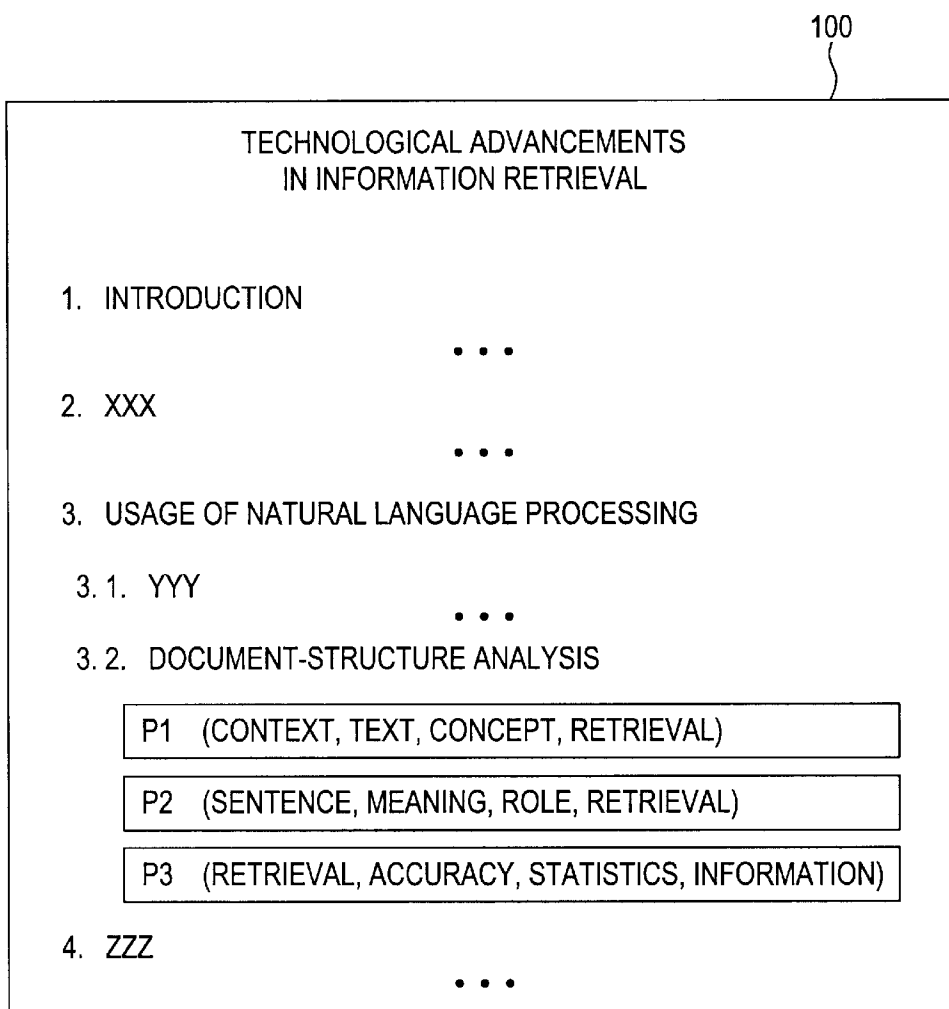 100
TECHNOLOGICAL ADVANCEMENTS
IN INFORMATION RETRIEVAL
1. INTRODUCTION
• • •
2. XXX
• • •
3. USAGE OF NATURAL LANGUAGE PROCESSING
3. 1. YYY
• • •
3. 2. DOCUMENT-STRUCTURE ANALYSIS
P1 (CONTEXT, TEXT, CONCEPT, RETRIEVAL)
P2 (SENTENCE, MEANING, ROLE, RETRIEVAL)
P3 (RETRIEVAL, ACCURACY, STATISTICS, INFORMATION)
4. ZZZ
• • •